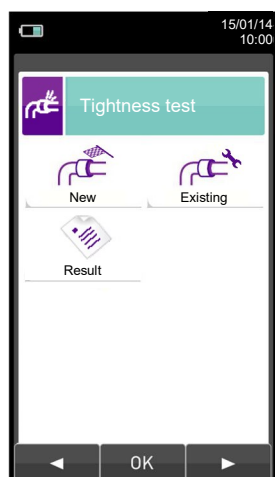 15/01/14
10:00
Tightness test
New Existing
Result
OK